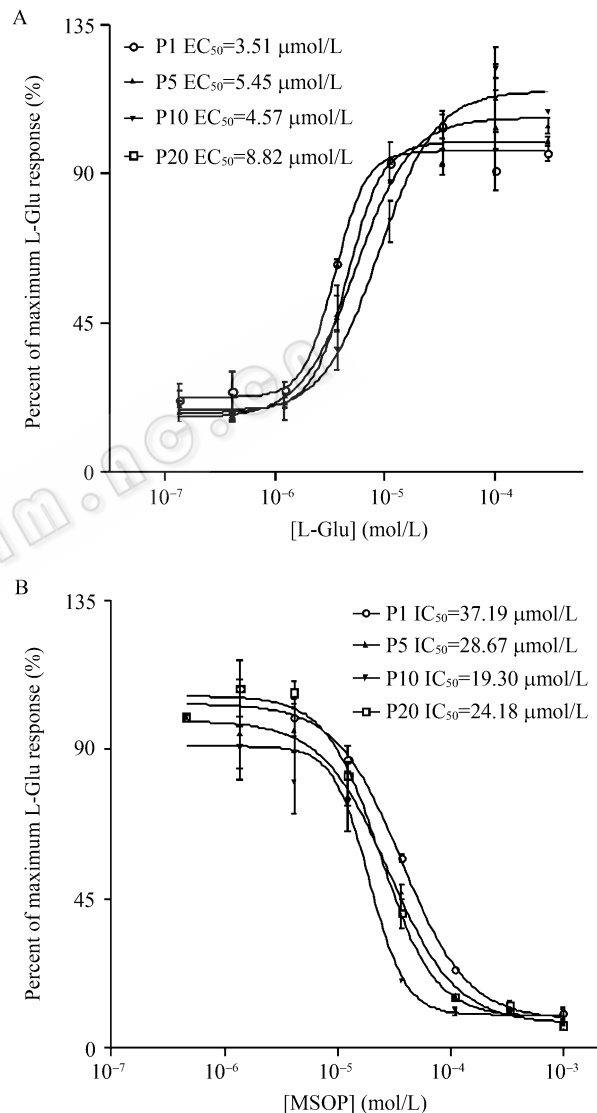 A
135
90
45
0
Percent of maximum L-Glu response (%)
P1 EC₅₀=3.51 μmol/L
P5 EC₅₀=5.45 μmol/L
P10 EC₅₀=4.57 μmol/L
P20 EC₅₀=8.82 μmol/L
10⁻⁷ 10⁻⁶ 10⁻⁵ 10⁻⁴
[L-Glu] (mol/L)
B
135
90
45
0
Percent of maximum L-Glu response (%)
P1 IC₅₀=37.19 μmol/L
P5 IC₅₀=28.67 μmol/L
P10 IC₅₀=19.30 μmol/L
P20 IC₅₀=24.18 μmol/L
10⁻⁷ 10⁻⁶ 10⁻⁵ 10⁻⁴ 10⁻³
[MSOP] (mol/L)